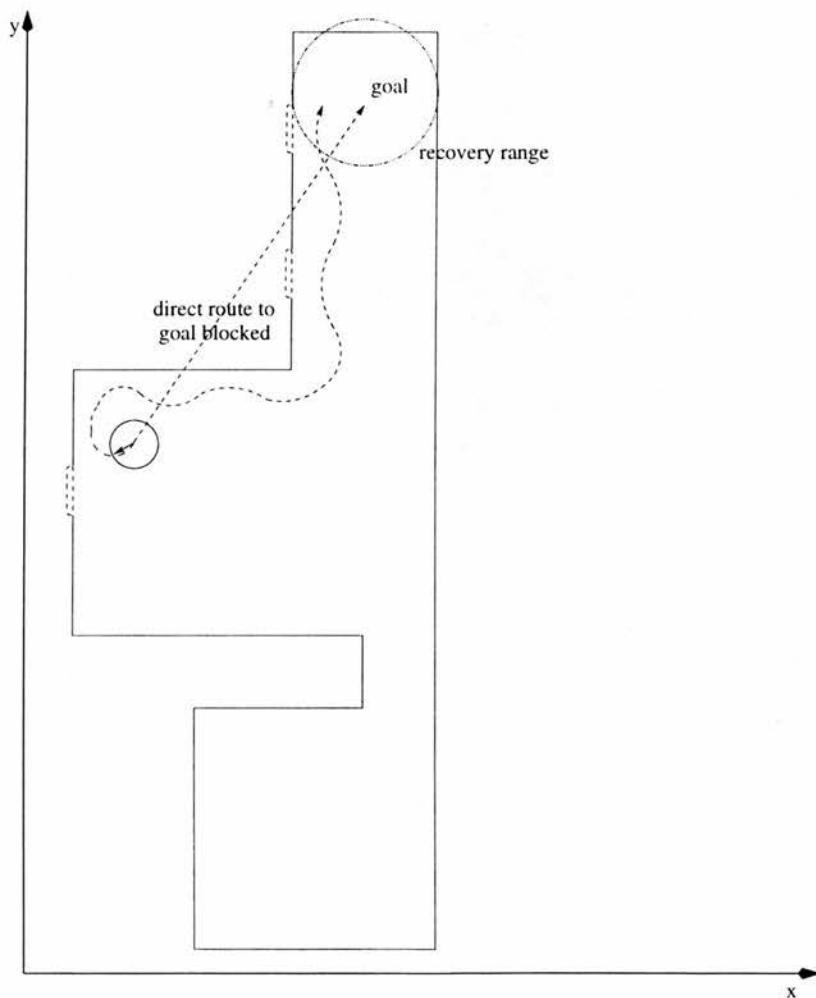 y
goal
recovery range
direct route to
goal blocked
x